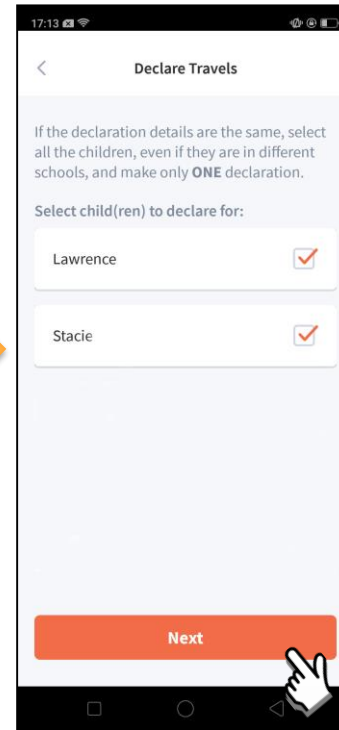 17:13
Declare Travels
If the declaration details are the same, select
all the children, even if they are in different
schools, and make only ONE declaration.
Select child(ren) to declare for:
Lawrence
Stacie
Next